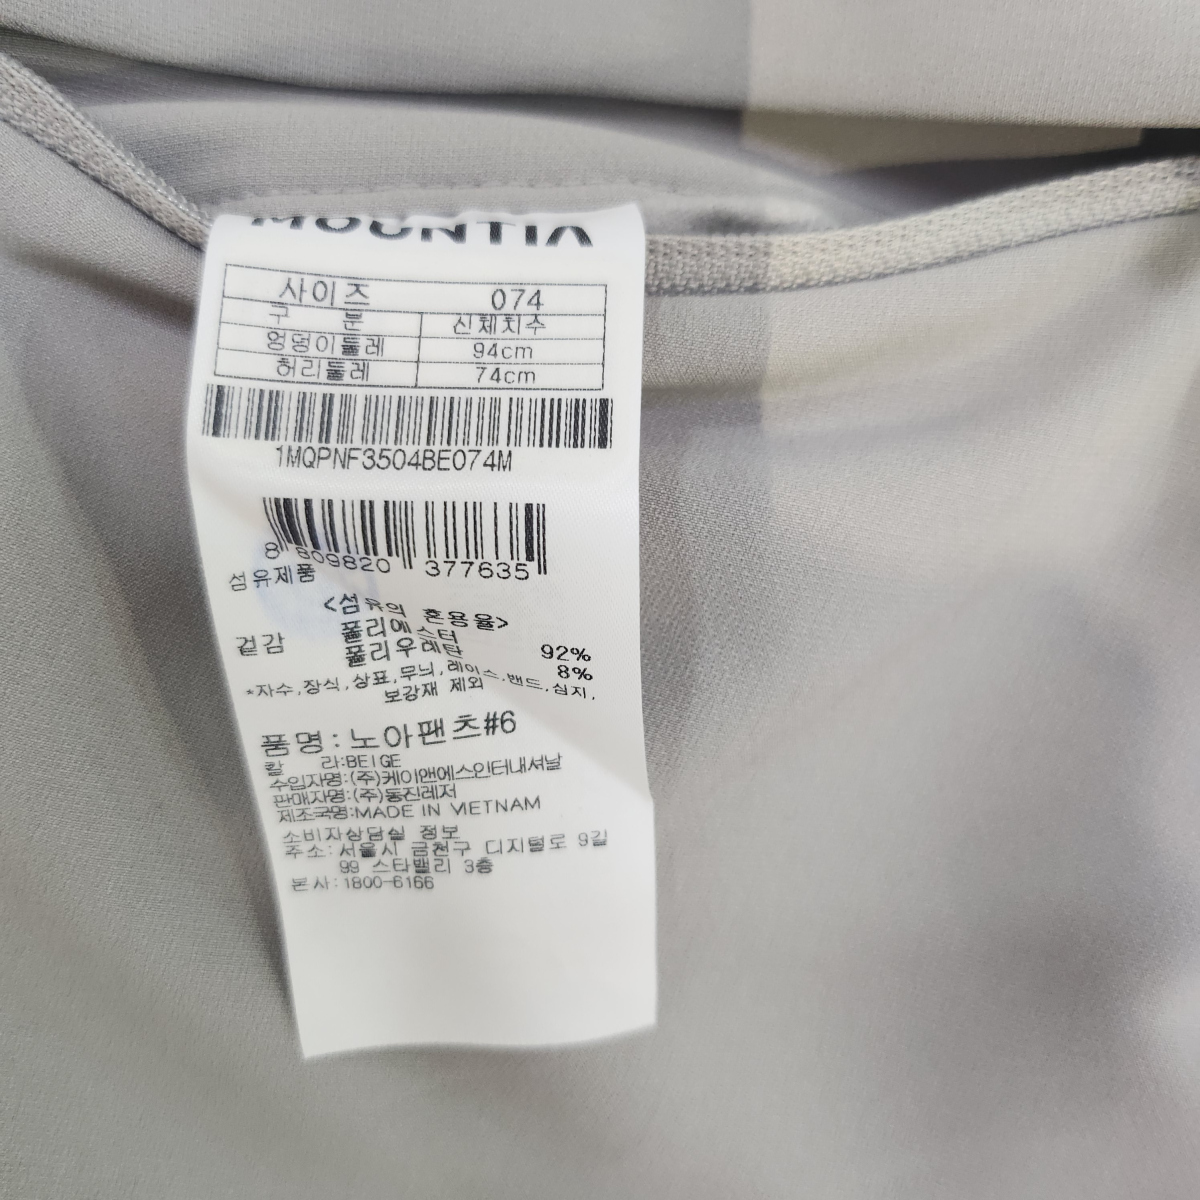 MOUNTIA
사이즈 074
구 분 신체치수
엉덩이둘레 94cm
허리둘레 74cm
1MQPNF3504BE074M
8 809820 377635
섬유제품
<섬유의 혼용율>
겉감 폴리에스터 92%
폴리우레탄 8%
*자수,장식,상표,무늬,레이스,밴드,심지,
보강재 제외
품명:노아팬츠#6
칼 라:BEIGE
수입자명:(주)케이앤에스인터내셔날
판매자명:(주)동진레저
제조국명:MADE IN VIETNAM
소비자상담실 정보
주소:서울시 금천구 디지털로 9길
99 스타밸리 3층
본사:1800-6166